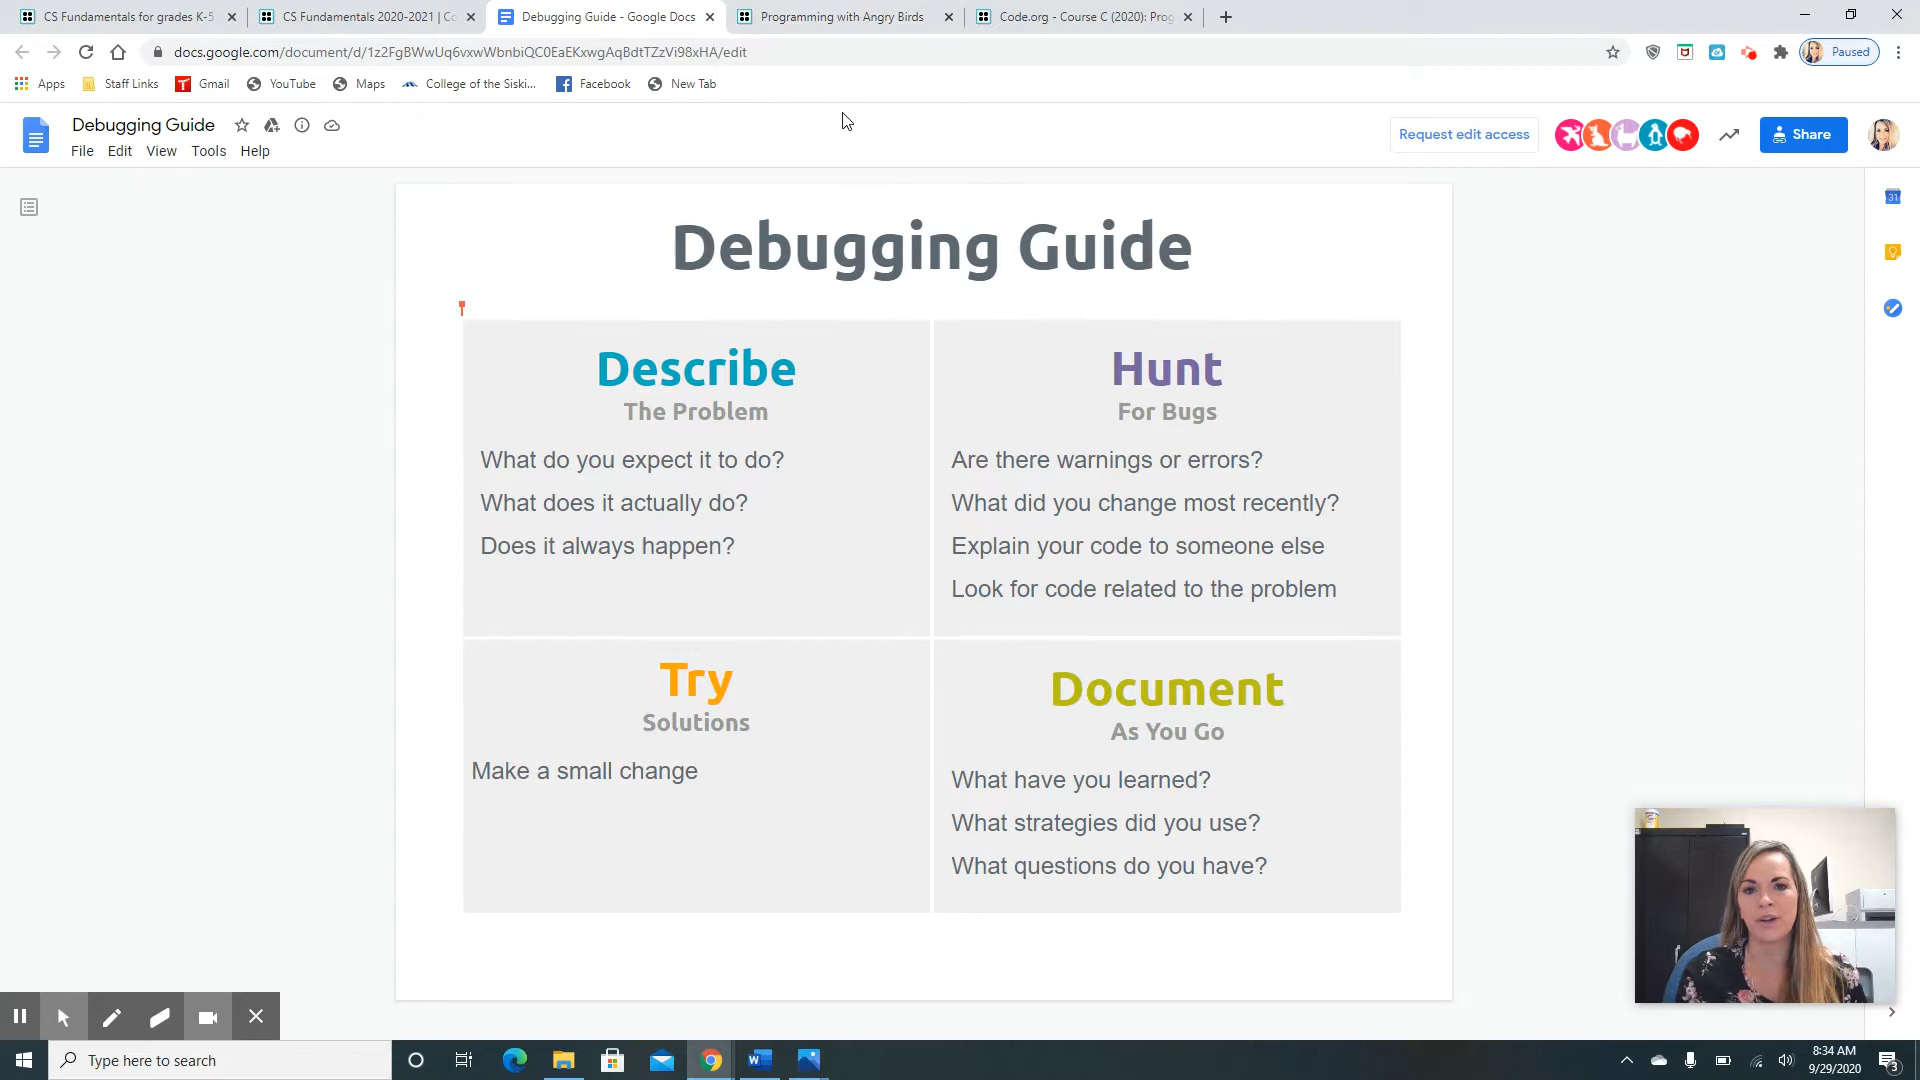 CS Fundamentals for grades K-5
CS Fundamentals 2020-2021 | Co
Debugging Guide - Google Docs
Programming with Angry Birds
Code.org - Course C (2020): Prog
docs.google.com/document/d/1z2FgBWwUq6vxwWbnbiQC0EaEKxwgAqBdtTZzVi98xHA/edit
Paused
Apps
Staff Links
Gmail
YouTube
Maps
College of the Siski...
Facebook
New Tab
Debugging Guide
File Edit View Tools Help
Request edit access
Share
31
Debugging Guide
Describe
The Problem
What do you expect it to do?
What does it actually do?
Does it always happen?
Hunt
For Bugs
Are there warnings or errors?
What did you change most recently?
Explain your code to someone else
Look for code related to the problem
Try
Solutions
Make a small change
Document
As You Go
What have you learned?
What strategies did you use?
What questions do you have?
Type here to search
8:34 AM
9/29/2020
3